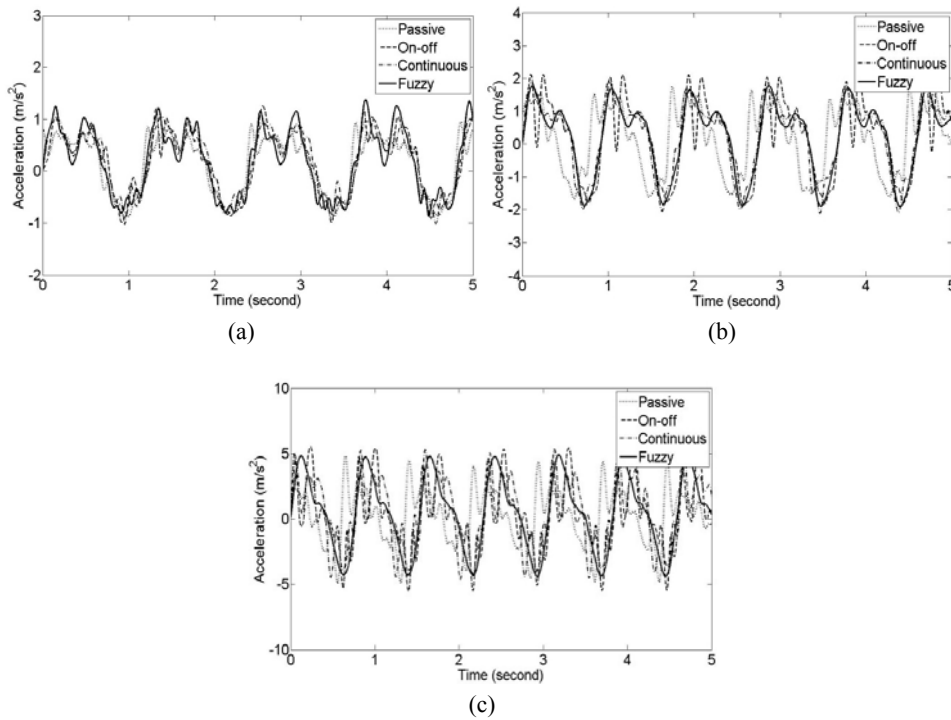 3
2
1
0
-1
-2
Acceleration (m/s²)
Passive
On-off
Continuous
Fuzzy
0 1 2 3 4 5
Time (second)
(a)
4
3
2
1
0
-1
-2
-3
-4
Acceleration (m/s²)
Passive
On-off
Continuous
Fuzzy
0 1 2 3 4 5
Time (second)
(b)
10
5
0
-5
-10
Acceleration (m/s²)
Passive
On-off
Continuous
Fuzzy
0 1 2 3 4 5
Time (second)
(c)